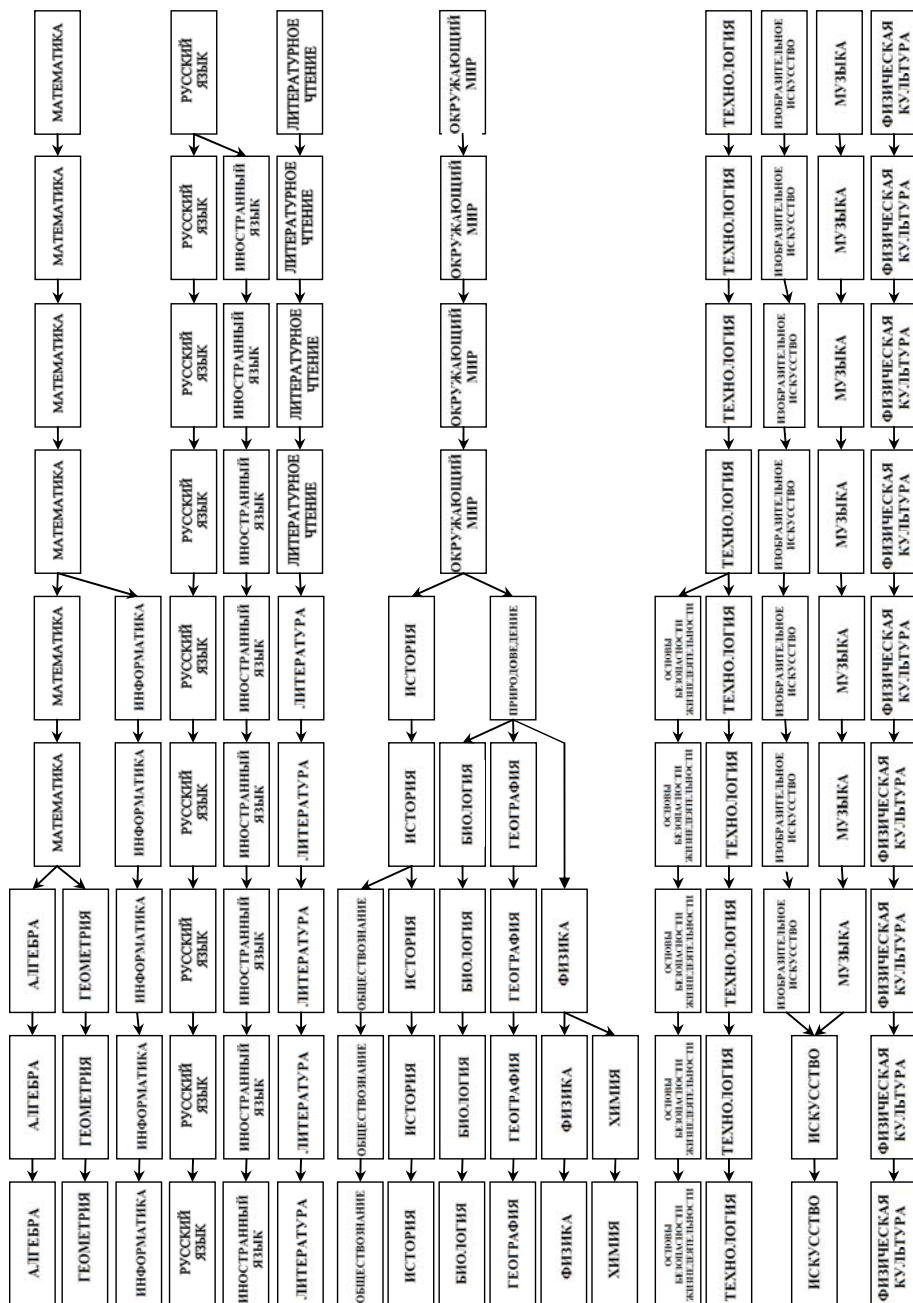 МАТЕМАТИКА
РУССКИЙ
ЯЗЫК
ЛИТЕРАТУРНОЕ
ЧТЕНИЕ
ОКРУЖАЮЩИЙ
МИР
ТЕХНОЛОГИЯ
ИЗОБРАЗИТЕЛЬНОЕ
ИСКУССТВО
МУЗЫКА
ФИЗИЧЕСКАЯ
КУЛЬТУРА
МАТЕМАТИКА
РУССКИЙ
ЯЗЫК
ИНОСТРАННЫЙ
ЯЗЫК
ЛИТЕРАТУРНОЕ
ЧТЕНИЕ
ОКРУЖАЮЩИЙ
МИР
ТЕХНОЛОГИЯ
ИЗОБРАЗИТЕЛЬНОЕ
ИСКУССТВО
МУЗЫКА
ФИЗИЧЕСКАЯ
КУЛЬТУРА
МАТЕМАТИКА
РУССКИЙ
ЯЗЫК
ИНОСТРАННЫЙ
ЯЗЫК
ЛИТЕРАТУРНОЕ
ЧТЕНИЕ
ОКРУЖАЮЩИЙ
МИР
ТЕХНОЛОГИЯ
ИЗОБРАЗИТЕЛЬНОЕ
ИСКУССТВО
МУЗЫКА
ФИЗИЧЕСКАЯ
КУЛЬТУРА
МАТЕМАТИКА
РУССКИЙ
ЯЗЫК
ИНОСТРАННЫЙ
ЯЗЫК
ЛИТЕРАТУРНОЕ
ЧТЕНИЕ
ОКРУЖАЮЩИЙ
МИР
ТЕХНОЛОГИЯ
ИЗОБРАЗИТЕЛЬНОЕ
ИСКУССТВО
МУЗЫКА
ФИЗИЧЕСКАЯ
КУЛЬТУРА
МАТЕМАТИКА
ИНФОРМАТИКА
РУССКИЙ
ЯЗЫК
ИНОСТРАННЫЙ
ЯЗЫК
ЛИТЕРАТУРА
ИСТОРИЯ
ПРИРОДОВЕДЕНИЕ
ОСНОВЫ
БЕЗОПАСНОСТИ
ЖИЗНЕДЕЯТЕЛЬНОСТИ
ТЕХНОЛОГИЯ
ИЗОБРАЗИТЕЛЬНОЕ
ИСКУССТВО
МУЗЫКА
ФИЗИЧЕСКАЯ
КУЛЬТУРА
МАТЕМАТИКА
ИНФОРМАТИКА
РУССКИЙ
ЯЗЫК
ИНОСТРАННЫЙ
ЯЗЫК
ЛИТЕРАТУРА
ИСТОРИЯ
БИОЛОГИЯ
ГЕОГРАФИЯ
ОСНОВЫ
БЕЗОПАСНОСТИ
ЖИЗНЕДЕЯТЕЛЬНОСТИ
ТЕХНОЛОГИЯ
ИЗОБРАЗИТЕЛЬНОЕ
ИСКУССТВО
МУЗЫКА
ФИЗИЧЕСКАЯ
КУЛЬТУРА
АЛГЕБРА
ГЕОМЕТРИЯ
ИНФОРМАТИКА
РУССКИЙ
ЯЗЫК
ИНОСТРАННЫЙ
ЯЗЫК
ЛИТЕРАТУРА
ОБЩЕСТВОЗНАНИЕ
ИСТОРИЯ
БИОЛОГИЯ
ГЕОГРАФИЯ
ФИЗИКА
ОСНОВЫ
БЕЗОПАСНОСТИ
ЖИЗНЕДЕЯТЕЛЬНОСТИ
ТЕХНОЛОГИЯ
ИЗОБРАЗИТЕЛЬНОЕ
ИСКУССТВО
МУЗЫКА
ФИЗИЧЕСКАЯ
КУЛЬТУРА
АЛГЕБРА
ГЕОМЕТРИЯ
ИНФОРМАТИКА
РУССКИЙ
ЯЗЫК
ИНОСТРАННЫЙ
ЯЗЫК
ЛИТЕРАТУРА
ОБЩЕСТВОЗНАНИЕ
ИСТОРИЯ
БИОЛОГИЯ
ГЕОГРАФИЯ
ФИЗИКА
ХИМИЯ
ОСНОВЫ
БЕЗОПАСНОСТИ
ЖИЗНЕДЕЯТЕЛЬНОСТИ
ТЕХНОЛОГИЯ
ИСКУССТВО
ФИЗИЧЕСКАЯ
КУЛЬТУРА
АЛГЕБРА
ГЕОМЕТРИЯ
ИНФОРМАТИКА
РУССКИЙ
ЯЗЫК
ИНОСТРАННЫЙ
ЯЗЫК
ЛИТЕРАТУРА
ОБЩЕСТВОЗНАНИЕ
ИСТОРИЯ
БИОЛОГИЯ
ГЕОГРАФИЯ
ФИЗИКА
ХИМИЯ
ОСНОВЫ
БЕЗОПАСНОСТИ
ЖИЗНЕДЕЯТЕЛЬНОСТИ
ТЕХНОЛОГИЯ
ИСКУССТВО
ФИЗИЧЕСКАЯ
КУЛЬТУРА